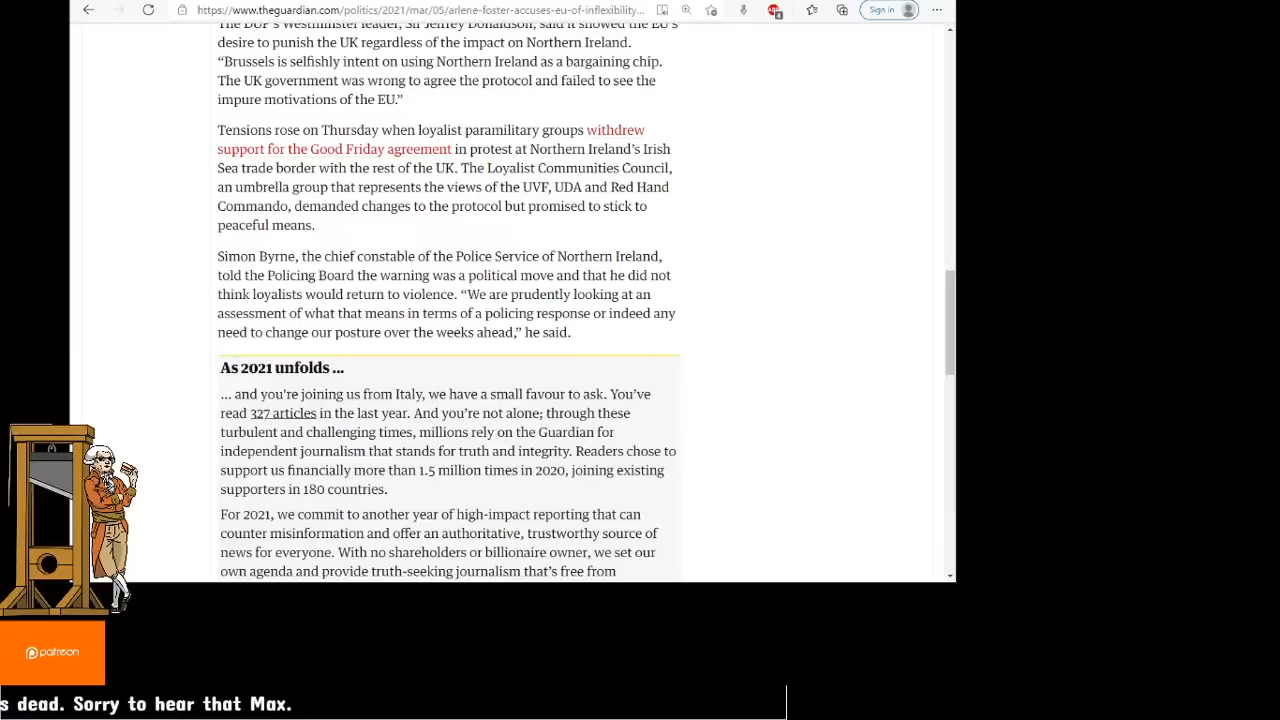 https://www.theguardian.com/politics/2021/mar/05/arlene-foster-accuses-eu-of-inflexibility...
Sign in
The DUP's Westminster leader, Sir Jeffrey Donaldson, said it showed the EU's
desire to punish the UK regardless of the impact on Northern Ireland.
“Brussels is selfishly intent on using Northern Ireland as a bargaining chip.
The UK government was wrong to agree the protocol and failed to see the
impure motivations of the EU.”
Tensions rose on Thursday when loyalist paramilitary groups withdrew
support for the Good Friday agreement in protest at Northern Ireland’s Irish
Sea trade border with the rest of the UK. The Loyalist Communities Council,
an umbrella group that represents the views of the UVF, UDA and Red Hand
Commando, demanded changes to the protocol but promised to stick to
peaceful means.
Simon Byrne, the chief constable of the Police Service of Northern Ireland,
told the Policing Board the warning was a political move and that he did not
think loyalists would return to violence. “We are prudently looking at an
assessment of what that means in terms of a policing response or indeed any
need to change our posture over the weeks ahead,” he said.
As 2021 unfolds ...
... and you're joining us from Italy, we have a small favour to ask. You’ve
read 327 articles in the last year. And you’re not alone; through these
turbulent and challenging times, millions rely on the Guardian for
independent journalism that stands for truth and integrity. Readers chose to
support us financially more than 1.5 million times in 2020, joining existing
supporters in 180 countries.
For 2021, we commit to another year of high-impact reporting that can
counter misinformation and offer an authoritative, trustworthy source of
news for everyone. With no shareholders or billionaire owner, we set our
own agenda and provide truth-seeking journalism that’s free from
patreon
s dead. Sorry to hear that Max.